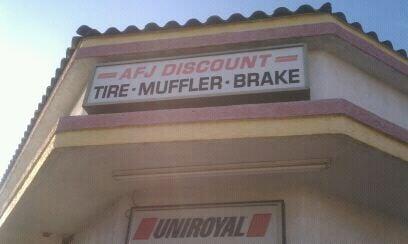 AFJ DISCOUNT
TIRE · MUFFLER · BRAKE
UNIROYAL